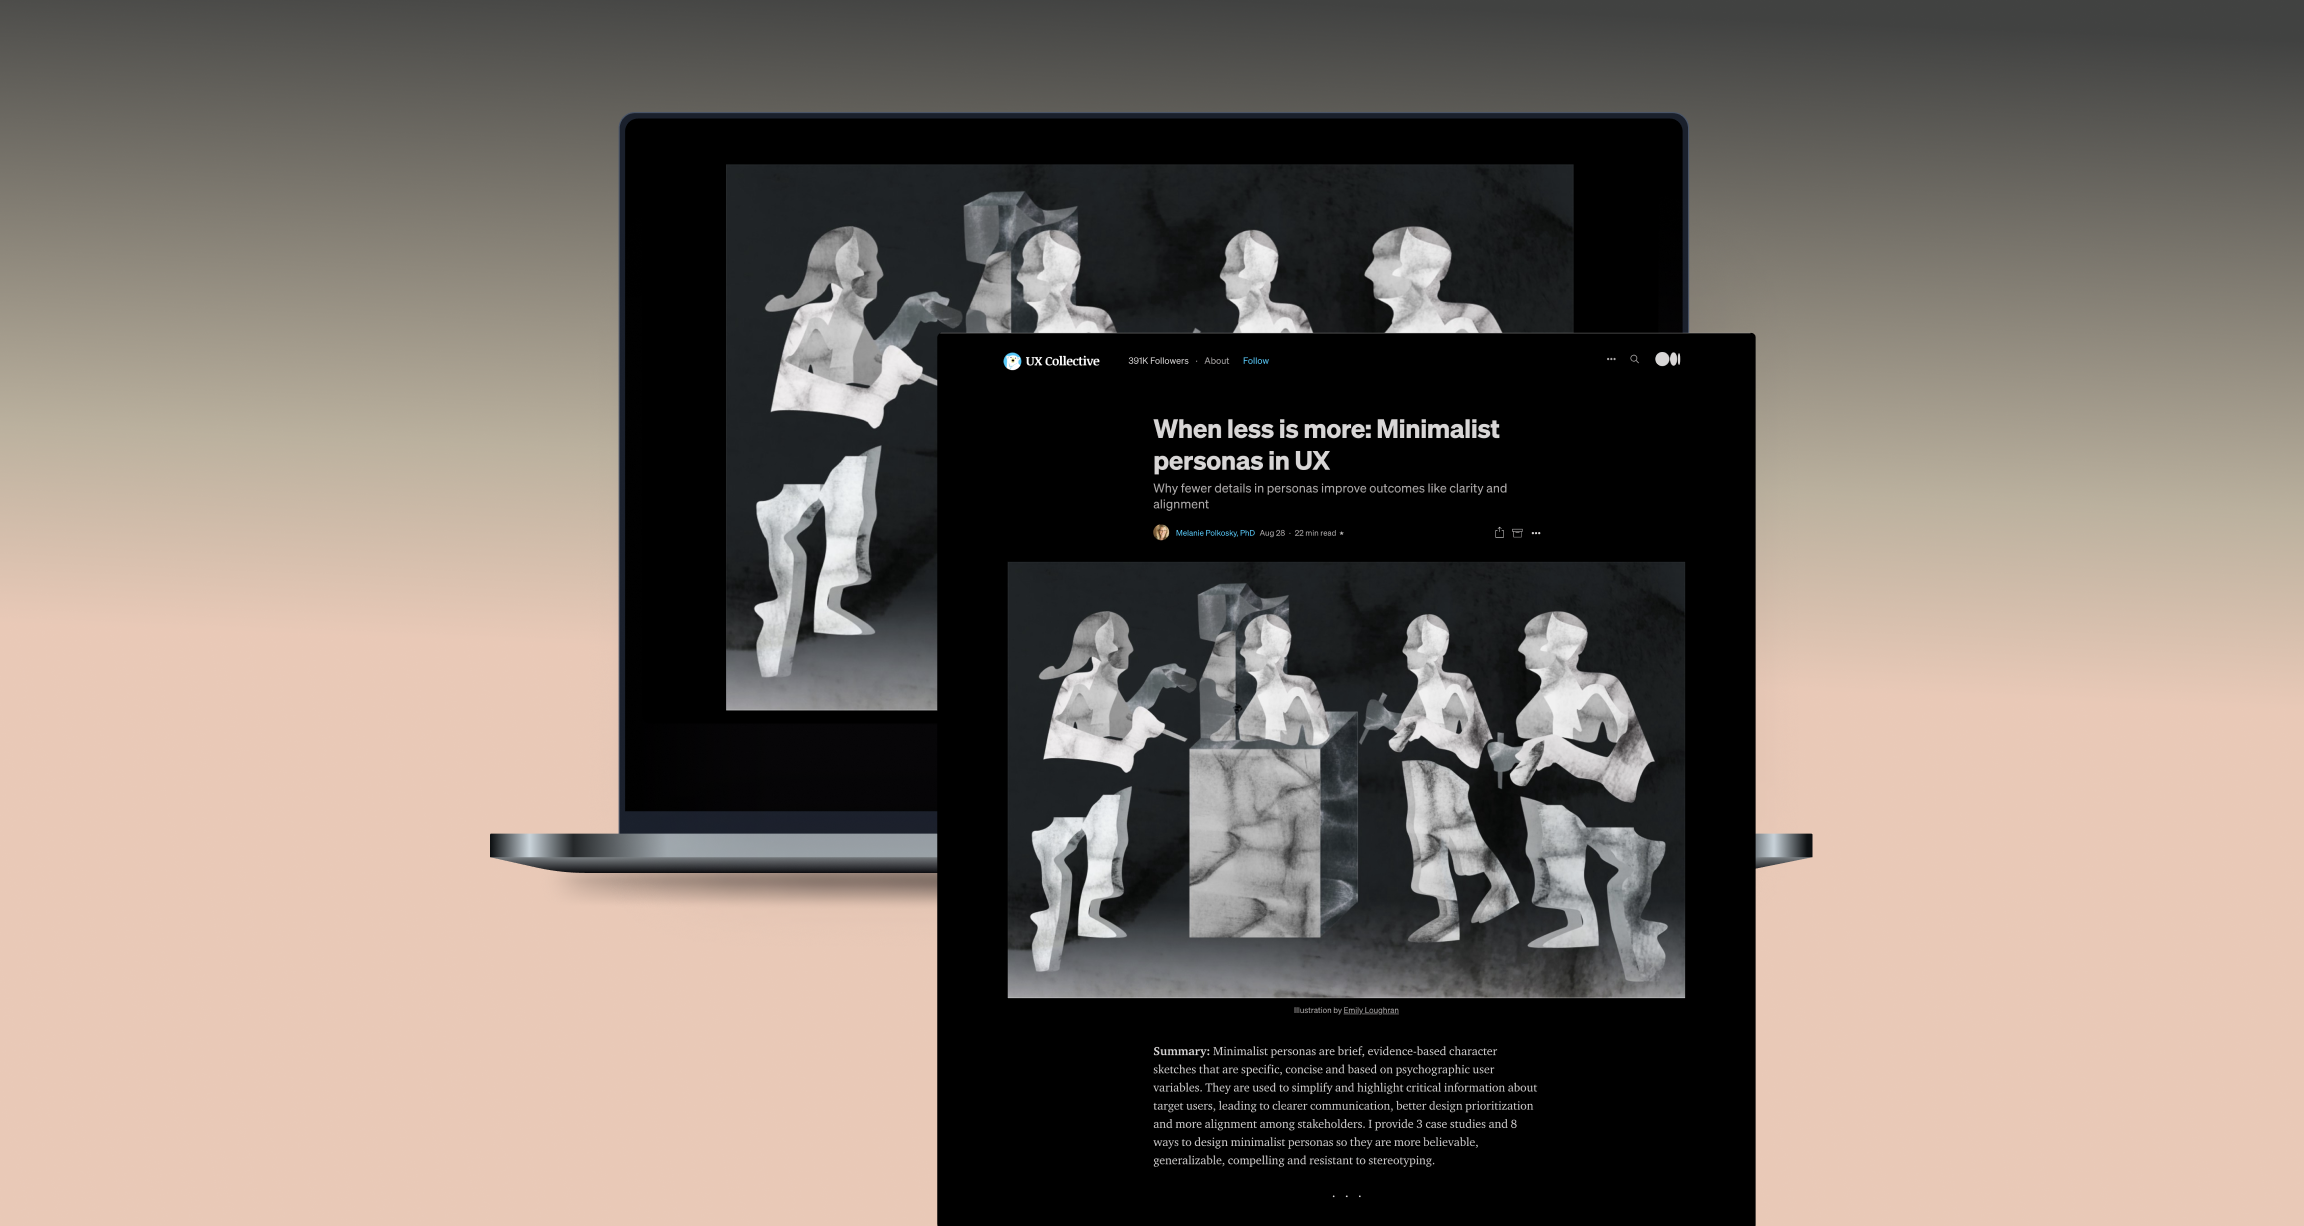 UX Collective
391K Followers · About Follow
When less is more: Minimalist
personas in UX
Why fewer details in personas improve outcomes like clarity and
alignment
Melanie Polkosky, PhD Aug 28 · 22 min read ★
Illustration by Emily Loughran
Summary: Minimalist personas are brief, evidence-based character
sketches that are specific, concise and based on psychographic user
variables. They are used to simplify and highlight critical information about
target users, leading to clearer communication, better design prioritization
and more alignment among stakeholders. I provide 3 case studies and 8
ways to design minimalist personas so they are more believable,
generalizable, compelling and resistant to stereotyping.
. . .